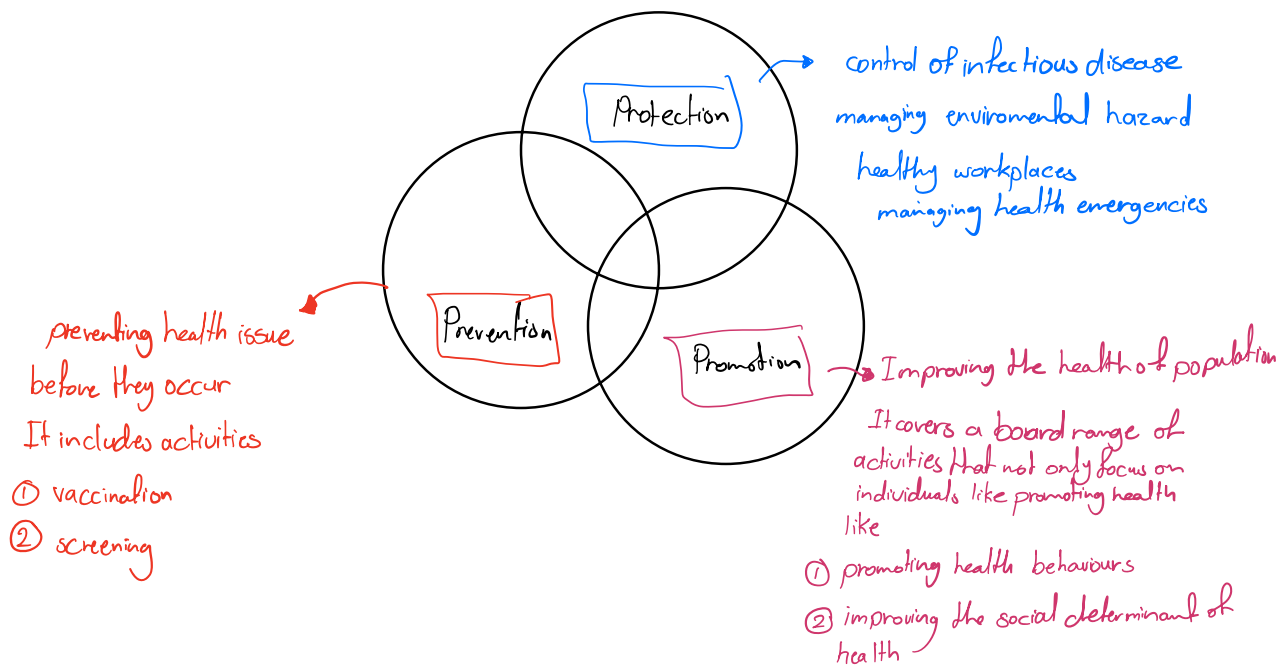 Protection
control of infectious disease
managing enviromental hazard
healthy workplaces
managing health emergencies
Prevention
preventing health issue
before they occur
It includes activities
① vaccination
② screening
Promotion
Improving the health of population
It covers a board range of
activities that not only focus on
individuals like promoting health
like
① promoting health behaviours
② improving the social determinant of
health